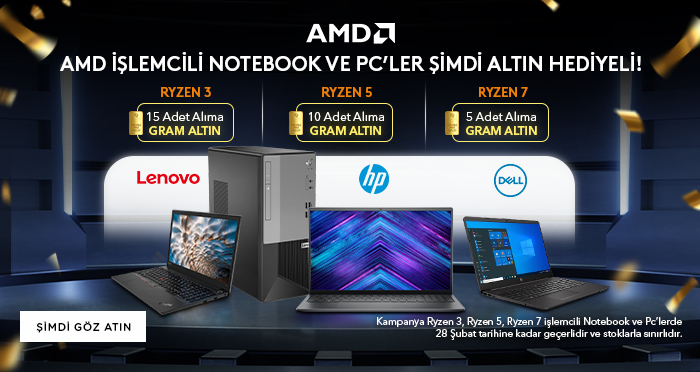 AMD
AMD İŞLEMCİLİ NOTEBOOK VE PC'LER ŞİMDİ ALTIN HEDİYELİ!
RYZEN 3
15 Adet Alıma
GRAM ALTIN
RYZEN 5
10 Adet Alıma
GRAM ALTIN
RYZEN 7
5 Adet Alıma
GRAM ALTIN
Lenovo
hp
DELL
ŞİMDİ GÖZ ATIN
Kampanya Ryzen 3, Ryzen 5, Ryzen 7 işlemcili Notebook ve Pc'lerde
28 Şubat tarihine kadar geçerlidir ve stoklarla sınırlıdır.